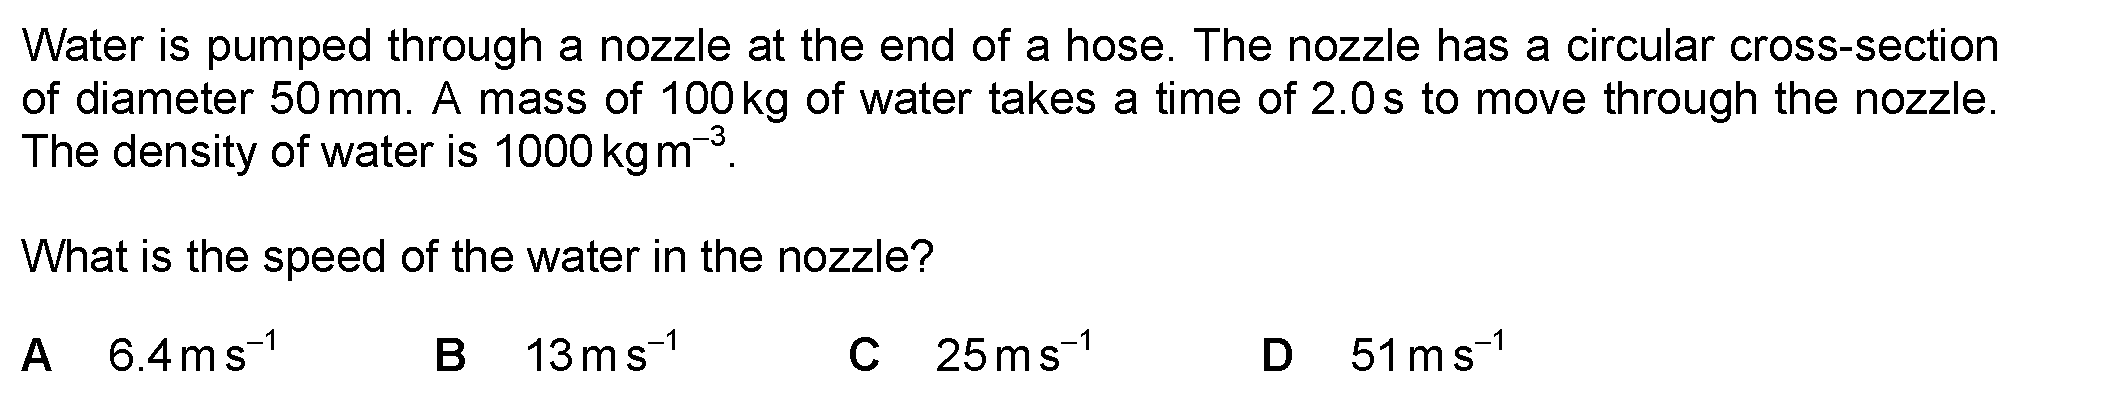 Water is pumped through a nozzle at the end of a hose. The nozzle has a circular cross-section
of diameter 50 mm. A mass of 100 kg of water takes a time of 2.0 s to move through the nozzle.
The density of water is 1000 kg m⁻³.
What is the speed of the water in the nozzle?
A 6.4 m s⁻¹ B 13 m s⁻¹ C 25 m s⁻¹ D 51 m s⁻¹